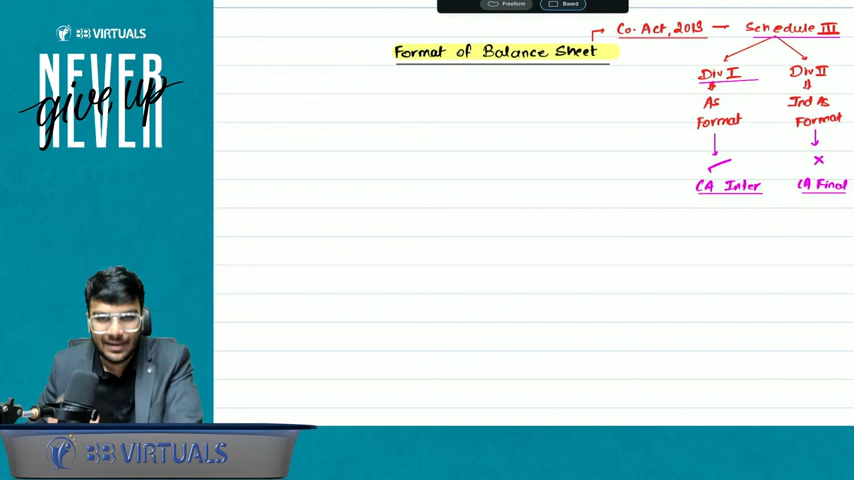 Freeform
Boxed
BB VIRTUALS
NEVER
give up
NEVER
Format of Balance Sheet
Co. Act, 2013 — Schedule III
Div I
As
Format
CA Inter
Div II
Ind As
Format
×
CA Final
BB VIRTUALS